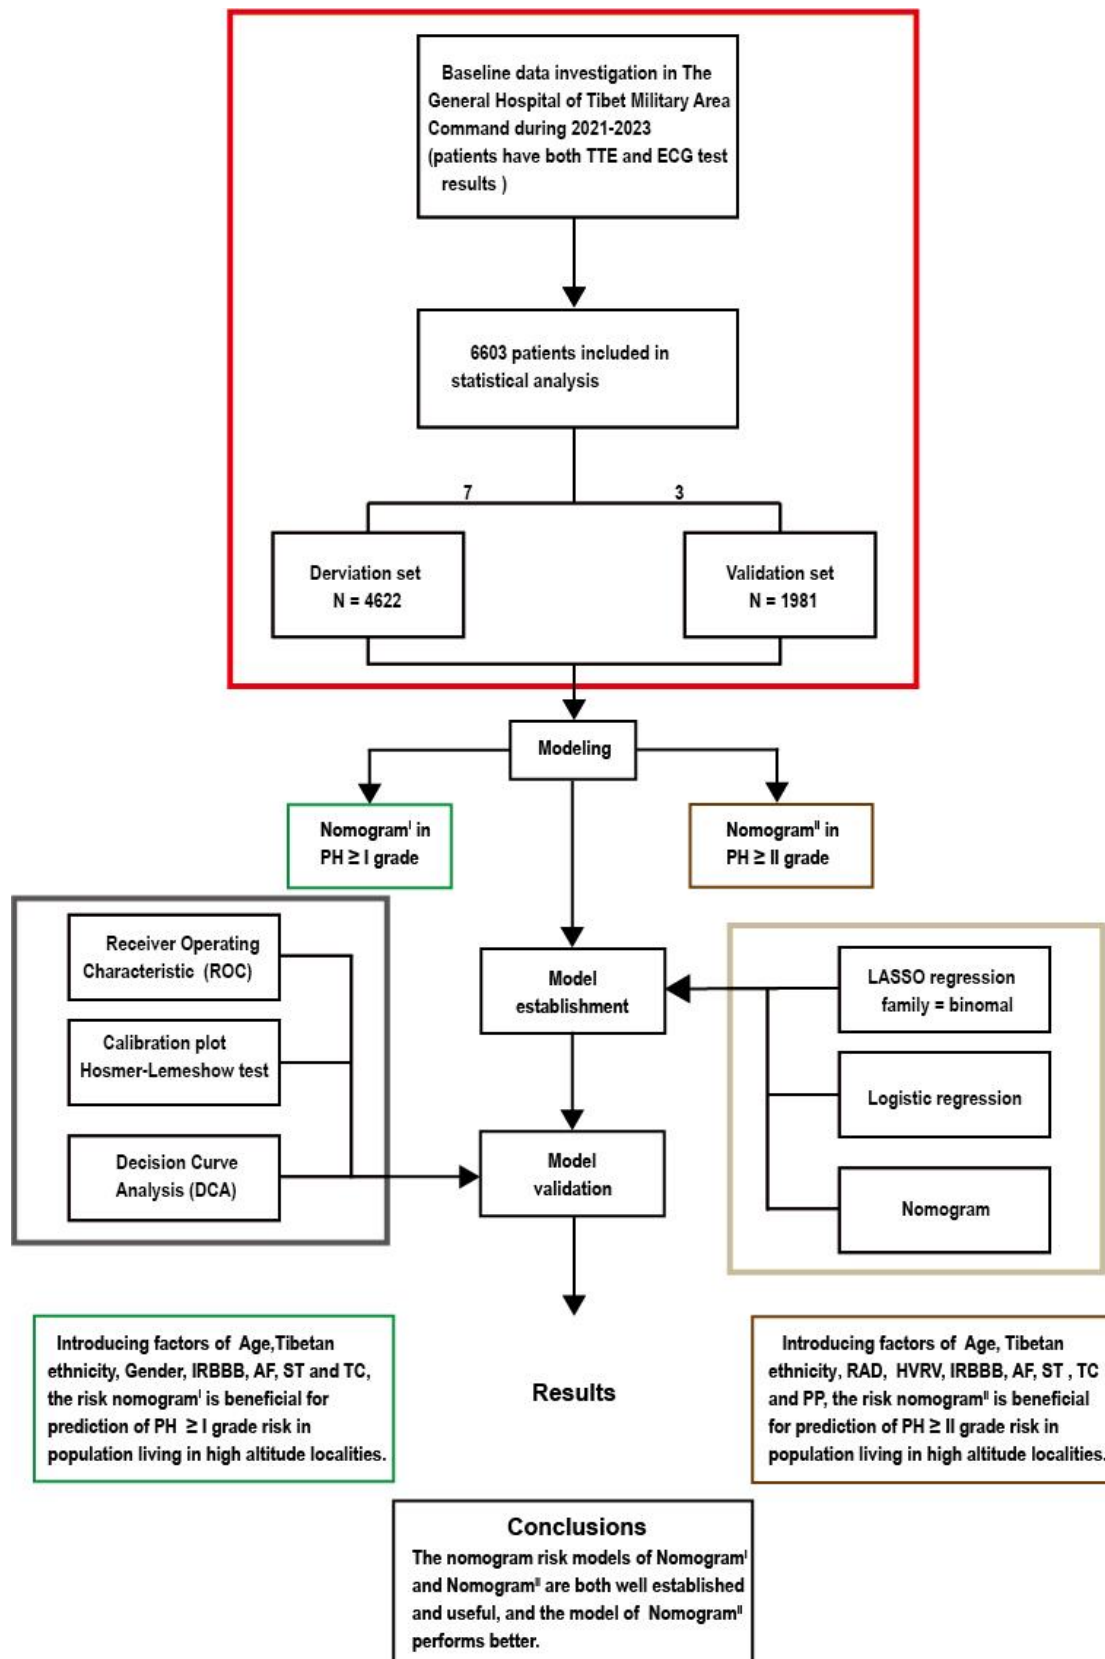 Baseline data investigation in The
General Hospital of Tibet Military Area
Command during 2021-2023
(patients have both TTE and ECG test
results )
6603 patients included in
statistical analysis
7
3
Derviation set
N = 4622
Validation set
N = 1981
Modeling
Nomogramᴵ in
PH ≥ I grade
Nomogramᴵᴵ in
PH ≥ II grade
Receiver Operating
Characteristic (ROC)
Calibration plot
Hosmer-Lemeshow test
Decision Curve
Analysis (DCA)
Model
establishment
Model
validation
LASSO regression
family = binomal
Logistic regression
Nomogram
Introducing factors of Age,Tibetan
ethnicity, Gender, IRBBB, AF, ST and TC,
the risk nomogramᴵ is beneficial for
prediction of PH ≥ I grade risk in
population living in high altitude localities.
Results
Introducing factors of Age, Tibetan
ethnicity, RAD, HVRV, IRBBB, AF, ST , TC
and PP, the risk nomogramᴵᴵ is beneficial
for prediction of PH ≥ II grade risk in
population living in high altitude localities.
Conclusions
The nomogram risk models of Nomogramᴵ
and Nomogramᴵᴵ are both well established
and useful, and the model of Nomogramᴵᴵ
performs better.